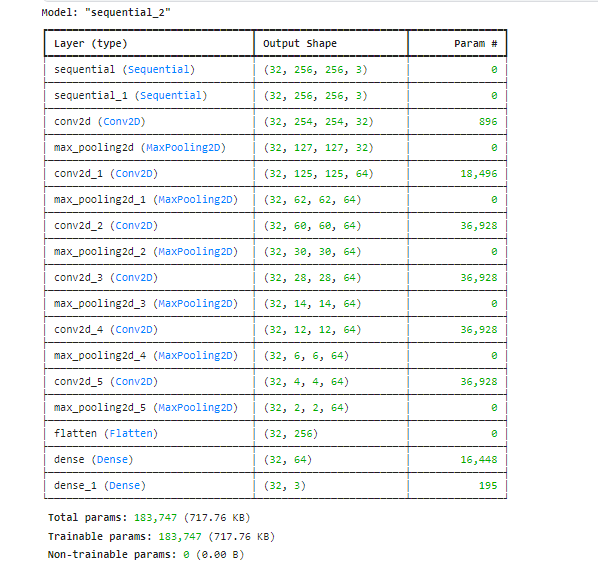 Model: "sequential_2"
Layer (type) Output Shape Param #
sequential (Sequential) (32, 256, 256, 3) 0
sequential_1 (Sequential) (32, 256, 256, 3) 0
conv2d (Conv2D) (32, 254, 254, 32) 896
max_pooling2d (MaxPooling2D) (32, 127, 127, 32) 0
conv2d_1 (Conv2D) (32, 125, 125, 64) 18,496
max_pooling2d_1 (MaxPooling2D) (32, 62, 62, 64) 0
conv2d_2 (Conv2D) (32, 60, 60, 64) 36,928
max_pooling2d_2 (MaxPooling2D) (32, 30, 30, 64) 0
conv2d_3 (Conv2D) (32, 28, 28, 64) 36,928
max_pooling2d_3 (MaxPooling2D) (32, 14, 14, 64) 0
conv2d_4 (Conv2D) (32, 12, 12, 64) 36,928
max_pooling2d_4 (MaxPooling2D) (32, 6, 6, 64) 0
conv2d_5 (Conv2D) (32, 4, 4, 64) 36,928
max_pooling2d_5 (MaxPooling2D) (32, 2, 2, 64) 0
flatten (Flatten) (32, 256) 0
dense (Dense) (32, 64) 16,448
dense_1 (Dense) (32, 3) 195
Total params: 183,747 (717.76 KB)
Trainable params: 183,747 (717.76 KB)
Non-trainable params: 0 (0.00 B)